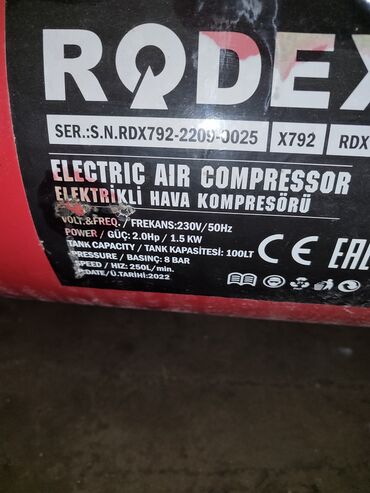 RODEX
SER.:S.N.RDX792-2209-0025 X792 RDX
ELECTRIC AIR COMPRESSOR
ELEKTRİKLİ HAVA KOMPRESÖRÜ
VOLT.&FREQ. / FREKANS:230V/50Hz
POWER / GÜÇ: 2.0Hp / 1.5 KW
TANK CAPACITY / TANK KAPASİTESİ: 100LT
PRESSURE / BASINÇ: 8 BAR
SPEED / HIZ: 250L/min.
P.DATE/Ü.TARİHİ:2022
CE EAC